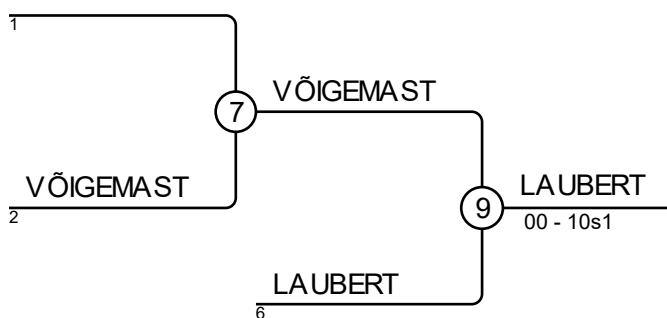 1
VÕIGEMAST
7
VÕIGEMAST
2
LAUBERT
9
00 - 10s1
LAUBERT
6